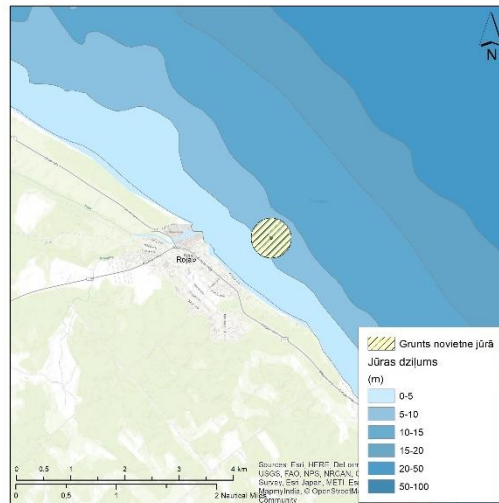 N
Roja
Grunts novietne jūrā
Jūras dziļums
(m)
0-5
5-10
10-15
15-20
20-50
50-100
0 0.5 1 2 3 4 km
0 0.5 1 2 Nautical Miles
Sources: Esri, HERE, DeLorm
USGS, FAO, NPS, NRCAN,
Survey, Esri Japan, METI, Esri
MapmyIndia, © OpenStreetMa
Community